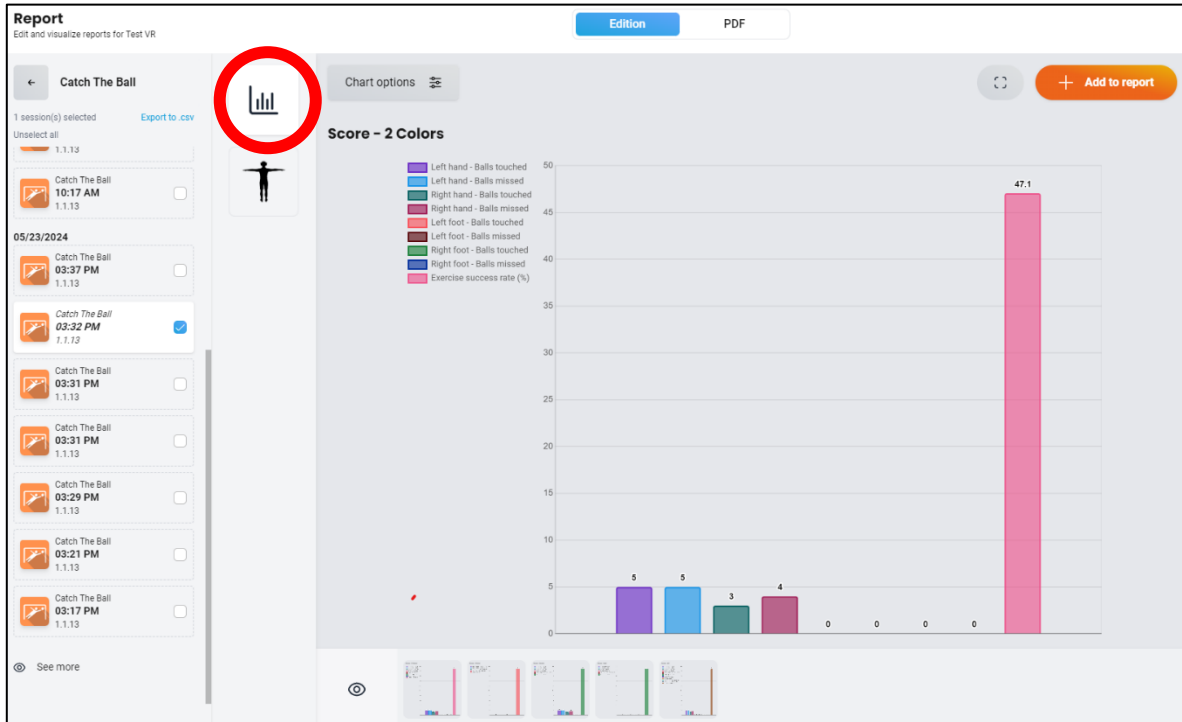 Report
Edit and visualize reports for Test VR
Edition
PDF
Catch The Ball
1 session(s) selected
Export to .csv
Unselect all
1.1.13
Catch The Ball
10:17 AM
1.1.13
05/23/2024
Catch The Ball
03:37 PM
1.1.13
Catch The Ball
03:32 PM
1.1.13
Catch The Ball
03:31 PM
1.1.13
Catch The Ball
03:31 PM
1.1.13
Catch The Ball
03:29 PM
1.1.13
Catch The Ball
03:21 PM
1.1.13
Catch The Ball
03:17 PM
1.1.13
See more
Chart options
+ Add to report
Score - 2 Colors
Left hand - Balls touched
Left hand - Balls missed
Right hand - Balls touched
Right hand - Balls missed
Left foot - Balls touched
Left foot - Balls missed
Right foot - Balls touched
Right foot - Balls missed
Exercise success rate (%)
50
45
40
35
30
25
20
15
10
5
0
5
5
3
4
0
0
0
0
47.1